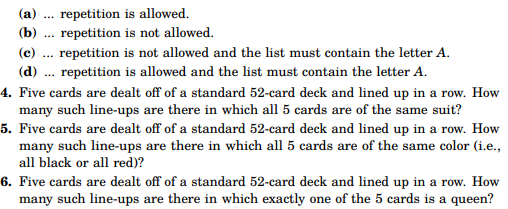 (a) ... repetition is allowed.
(b) ... repetition is not allowed.
(c) ... repetition is not allowed and the list must contain the letter A.
(d) ... repetition is allowed and the list must contain the letter A.
4. Five cards are dealt off of a standard 52-card deck and lined up in a row. How
many such line-ups are there in which all 5 cards are of the same suit?
5. Five cards are dealt off of a standard 52-card deck and lined up in a row. How
many such line-ups are there in which all 5 cards are of the same color (i.e.,
all black or all red)?
6. Five cards are dealt off of a standard 52-card deck and lined up in a row. How
many such line-ups are there in which exactly one of the 5 cards is a queen?